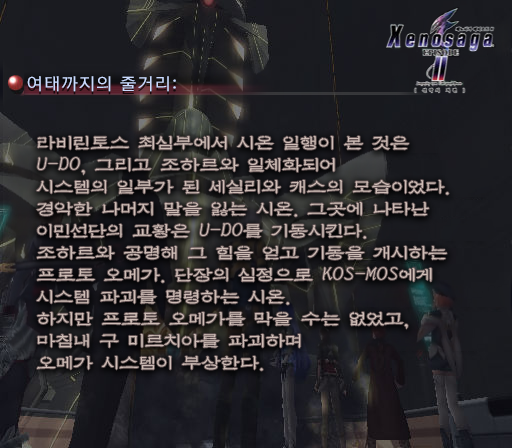 Xenosaga
EPISODE
II
여태까지의 줄거리:
라비린토스 최심부에서 시온 일행이 본 것은
U-DO, 그리고 조하르와 일체화되어
시스템의 일부가 된 세실리와 캐스의 모습이었다.
경악한 나머지 말을 잃는 시온. 그곳에 나타난
이민선단의 교황은 U-DO를 기동시킨다.
조하르와 공명해 그 힘을 얻고 기동을 개시하는
프로토 오메가. 단장의 심정으로 KOS-MOS에게
시스템 파괴를 명령하는 시온.
하지만 프로토 오메가를 막을 수는 없었고,
마침내 구 미르치아를 파괴하며
오메가 시스템이 부상한다.